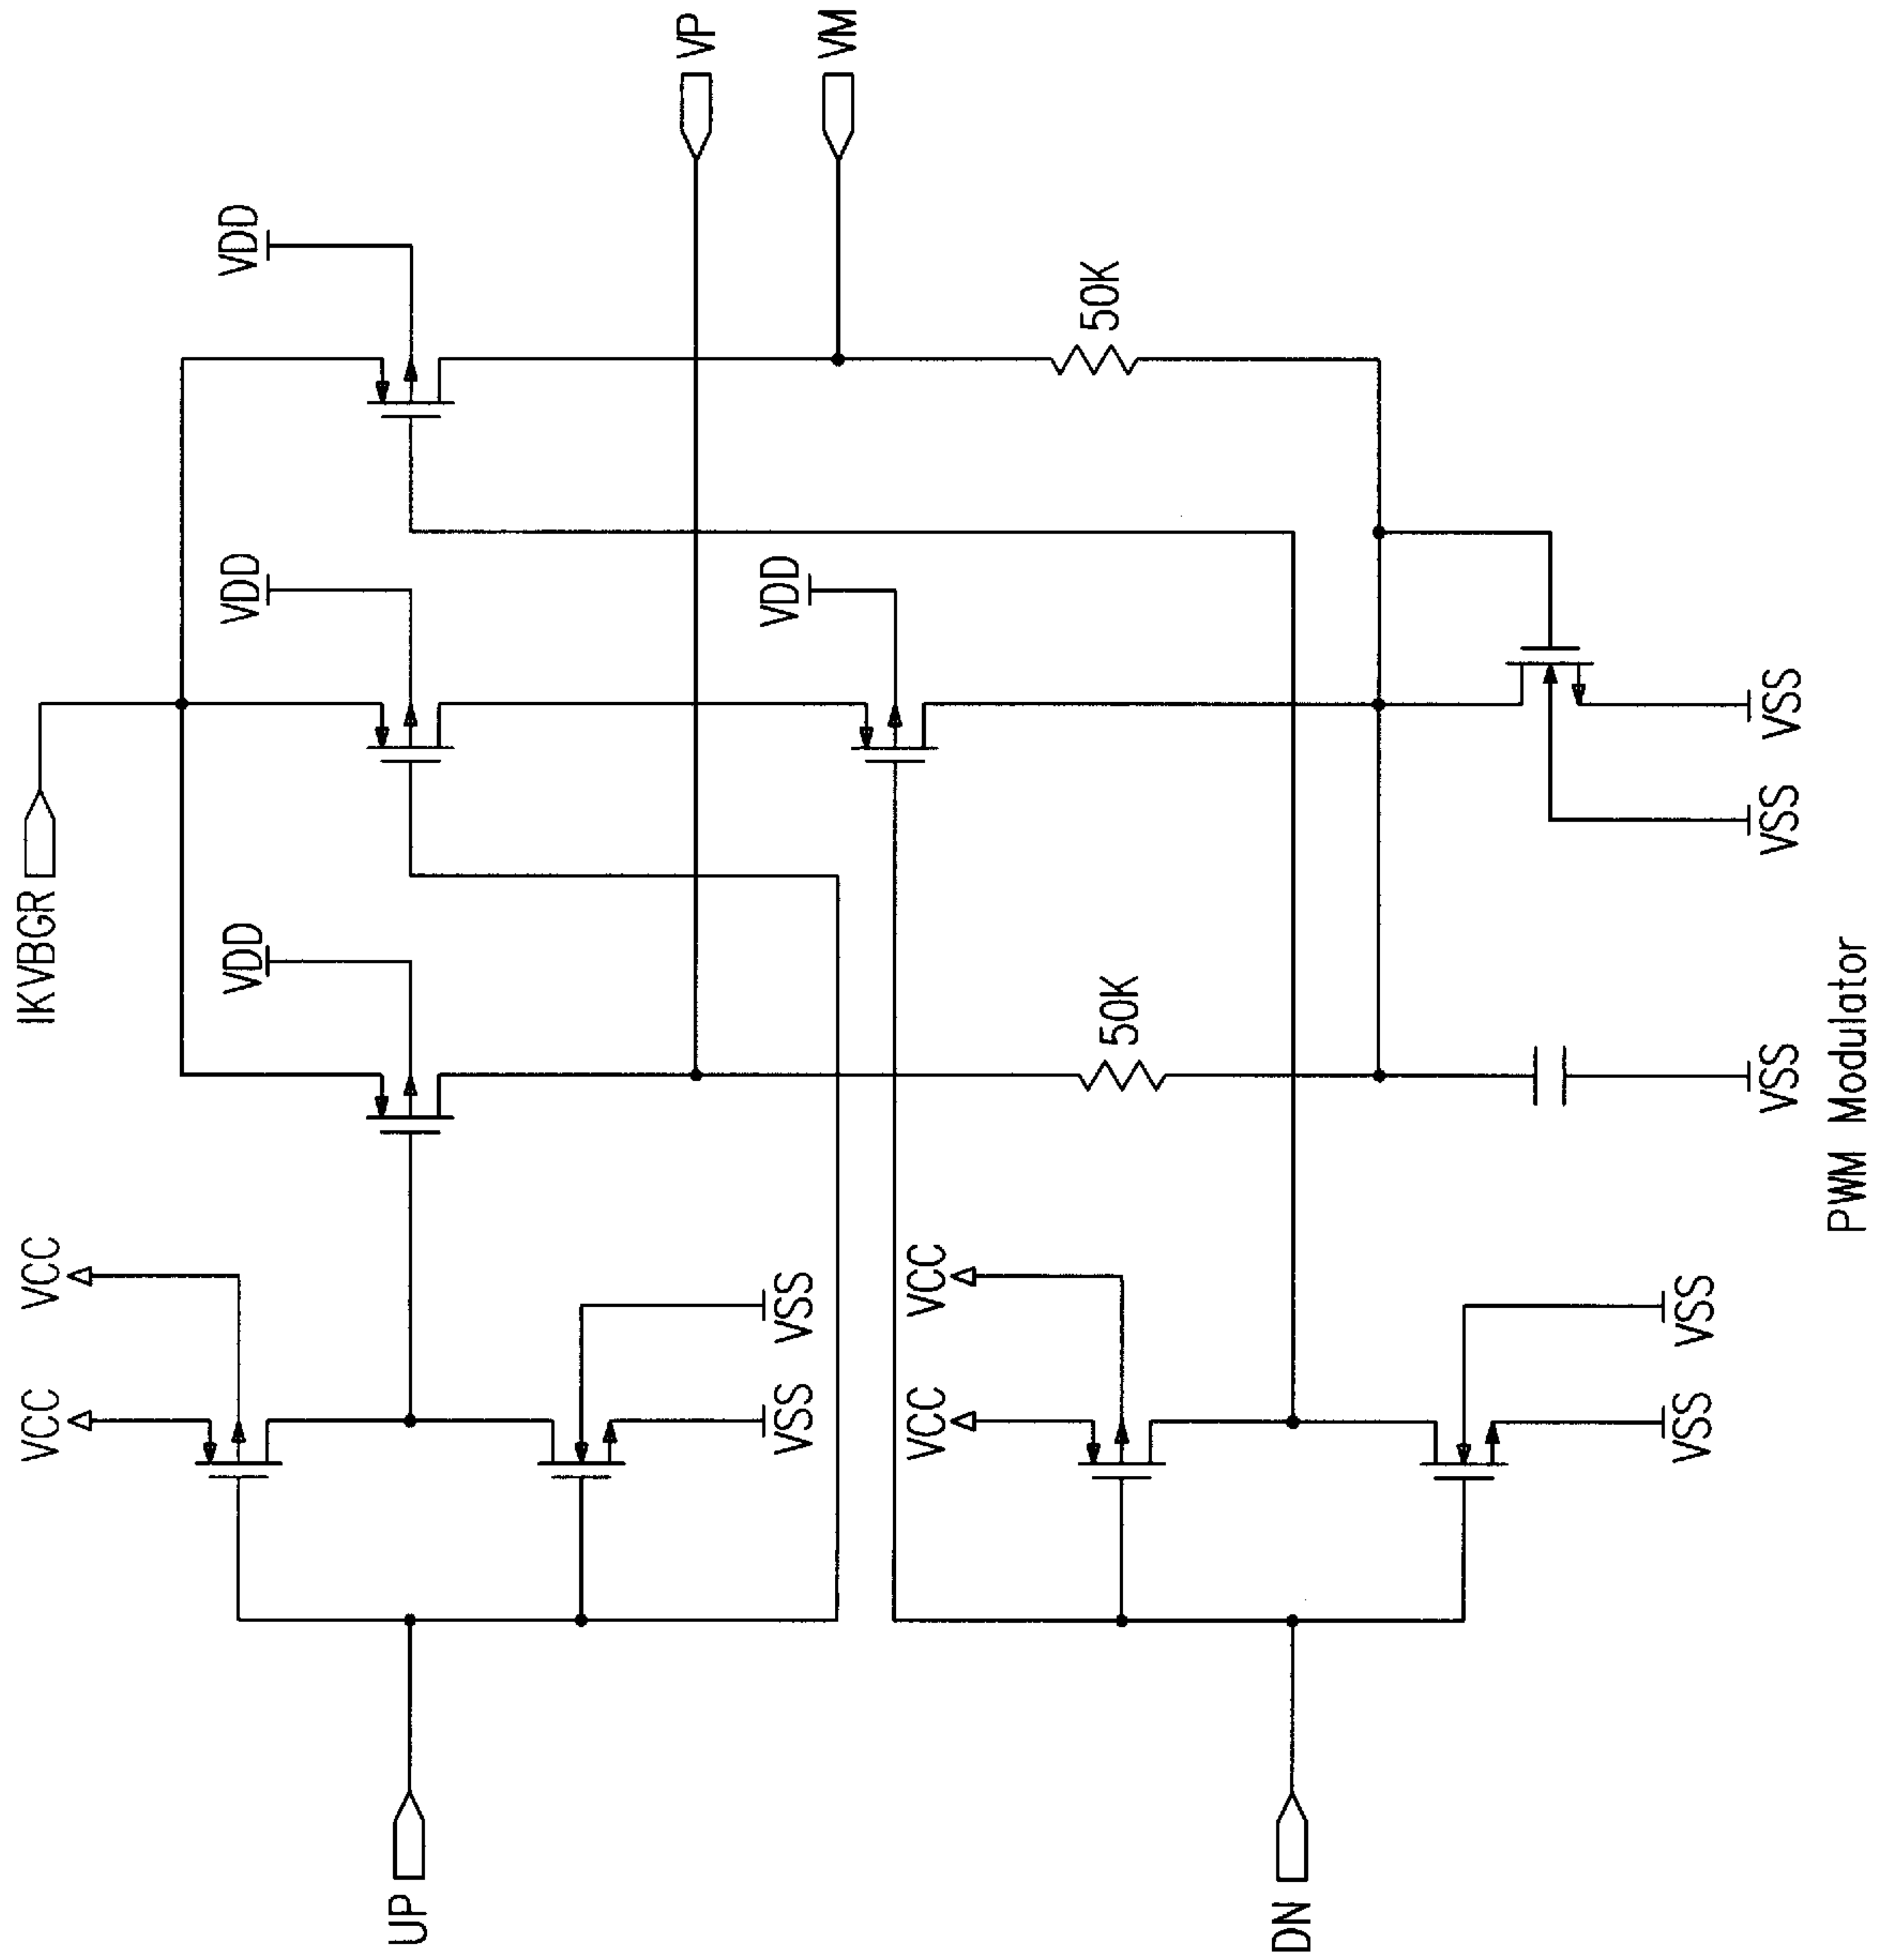 IKVBGR
VP
VM
VDD
VDD
VDD
VDD
50K
50K
VCC
VCC
VSS
VSS
VCC
VCC
VSS
VSS
VSS
VSS
VSS
UP
DN
PWM Modulator